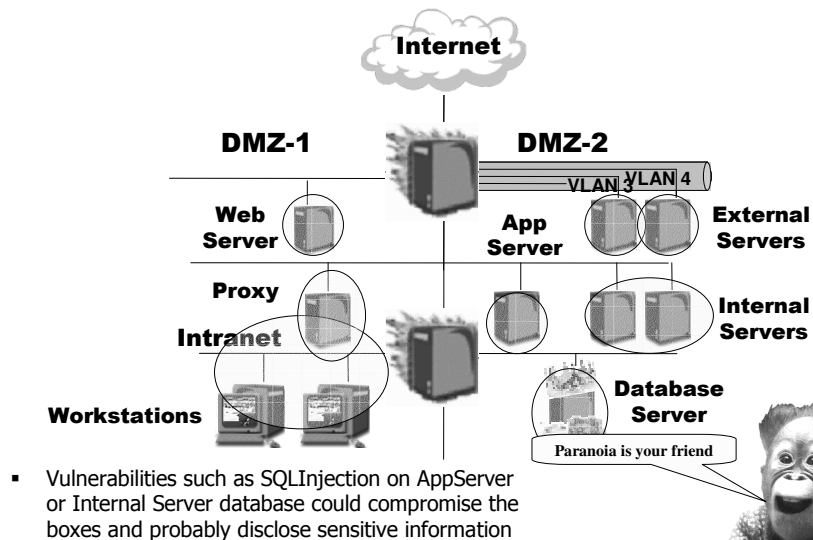 Internet
DMZ-1
DMZ-2
VLAN 3
VLAN 4
Web
Server
App
Server
External
Servers
Proxy
Intranet
Internal
Servers
Workstations
Database
Server
Paranoia is your friend
▪ Vulnerabilities such as SQLInjection on AppServer
or Internal Server database could compromise the
boxes and probably disclose sensitive information